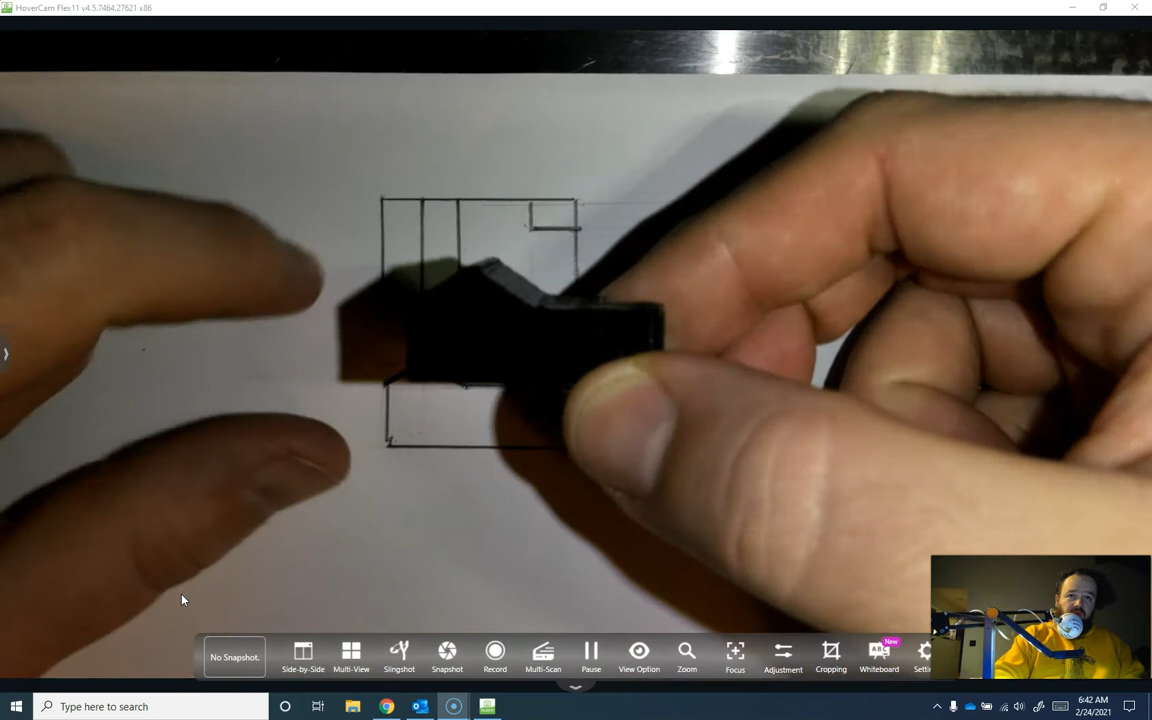 HoverCam Flex11 v4.5.7464.27621 x86
No Snapshot.
Side-by-Side
Multi-View
Slingshot
Snapshot
Record
Multi-Scan
Pause
View Option
Zoom
Focus
Adjustment
Cropping
New
Whiteboard
Setti
Type here to search
6:42 AM
2/24/2021